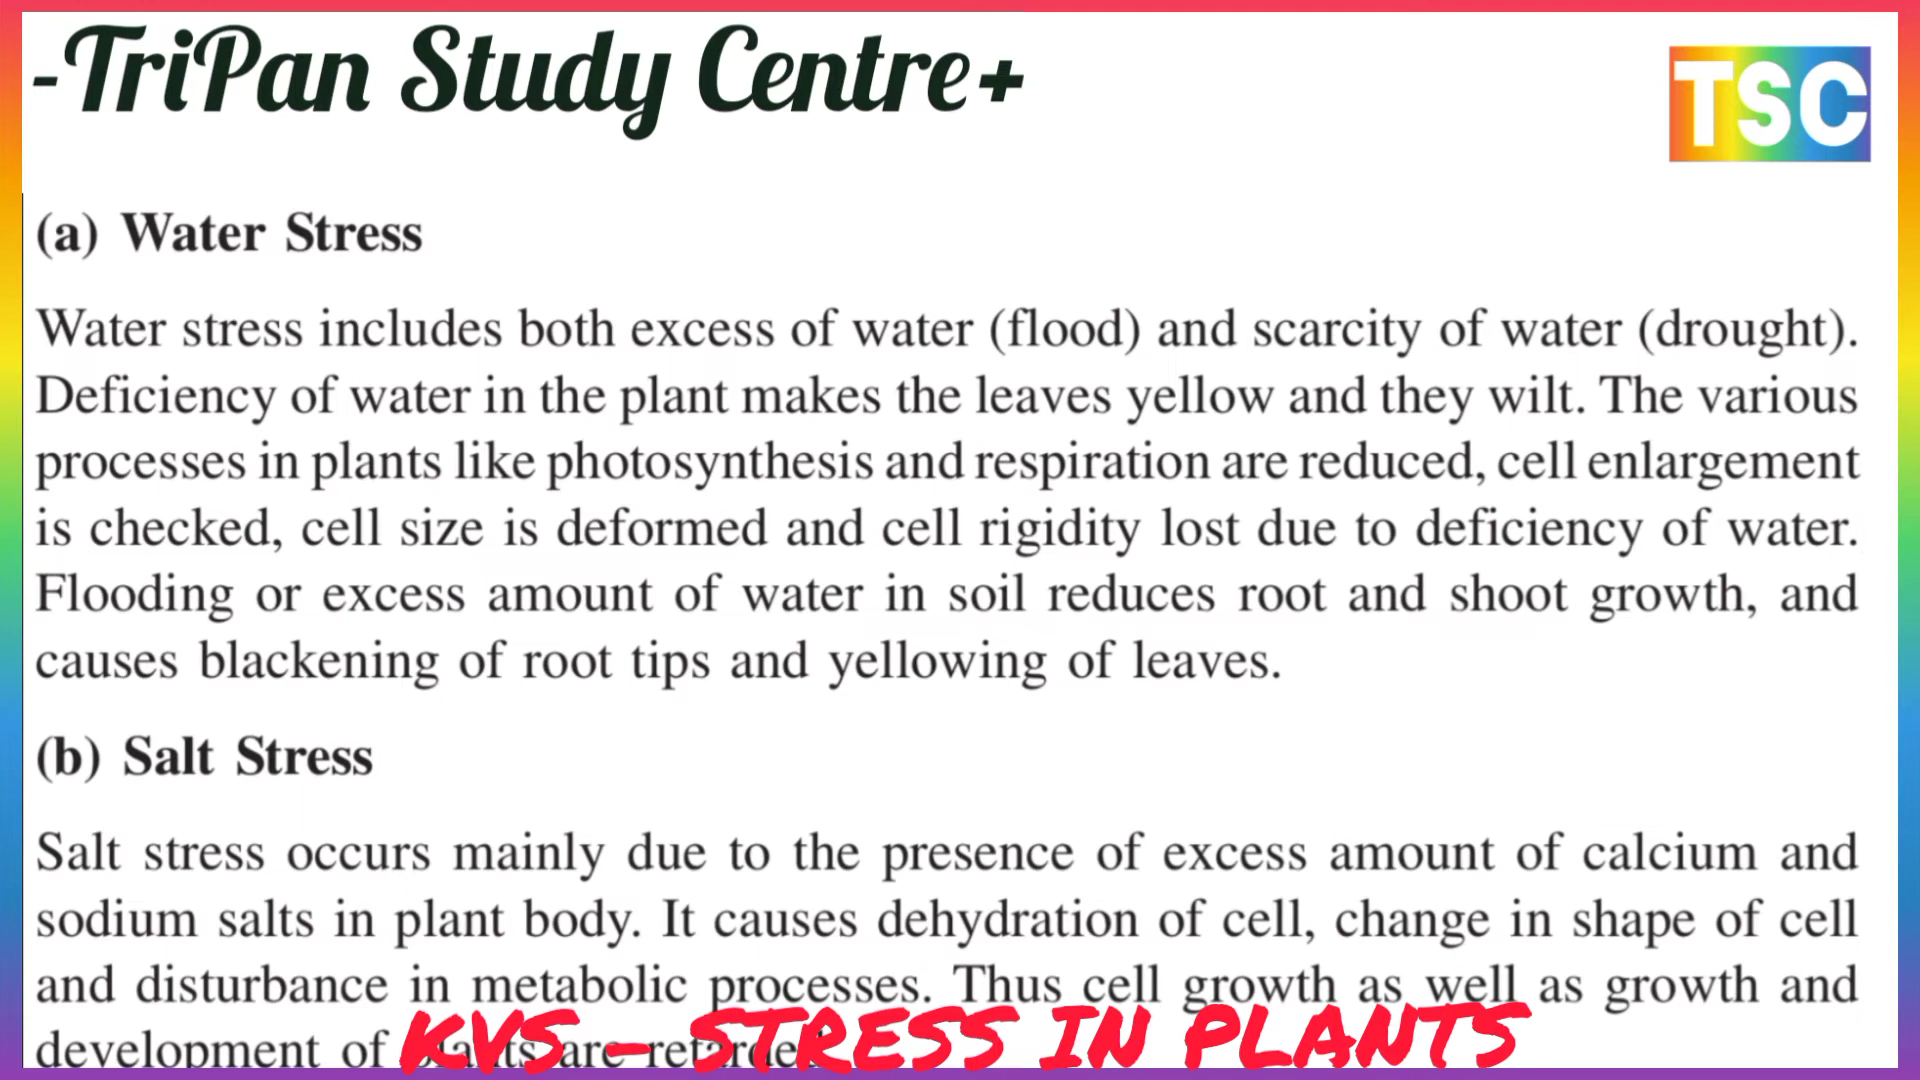 -TriPan Study Centre+
TSC
(a) Water Stress
Water stress includes both excess of water (flood) and scarcity of water (drought).
Deficiency of water in the plant makes the leaves yellow and they wilt. The various
processes in plants like photosynthesis and respiration are reduced, cell enlargement
is checked, cell size is deformed and cell rigidity lost due to deficiency of water.
Flooding or excess amount of water in soil reduces root and shoot growth, and
causes blackening of root tips and yellowing of leaves.
(b) Salt Stress
Salt stress occurs mainly due to the presence of excess amount of calcium and
sodium salts in plant body. It causes dehydration of cell, change in shape of cell
and disturbance in metabolic processes. Thus cell growth as well as growth and
development of plants are
KVS - STRESS IN PLANTS